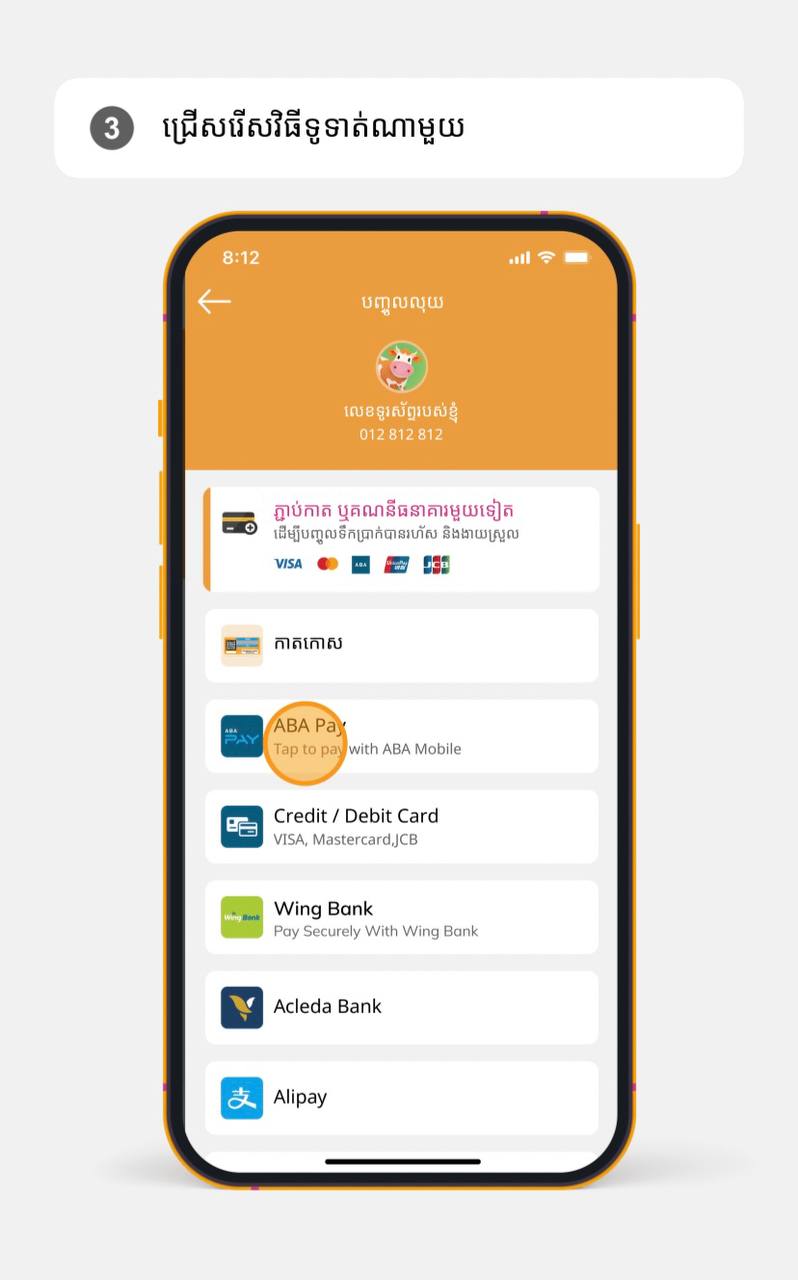 3 ជ្រើសរើសវិធីទូទាត់ណាមួយ
8:12
បញ្ចូលលុយ
លេខទូរស័ព្ទរបស់ខ្ញុំ
012 812 812
ភ្ជាប់កាត ឬគណនីធនាគារមួយទៀត
ដើម្បីបញ្ចូលទឹកប្រាក់បានរហ័ស និងងាយស្រួល
VISA ABA UnionPay JCB
កាតកោស
ABA PAY
ABA Pay
Tap to pay with ABA Mobile
Credit / Debit Card
VISA, Mastercard,JCB
Wing Bank
Wing Bank
Pay Securely With Wing Bank
Acleda Bank
支
Alipay